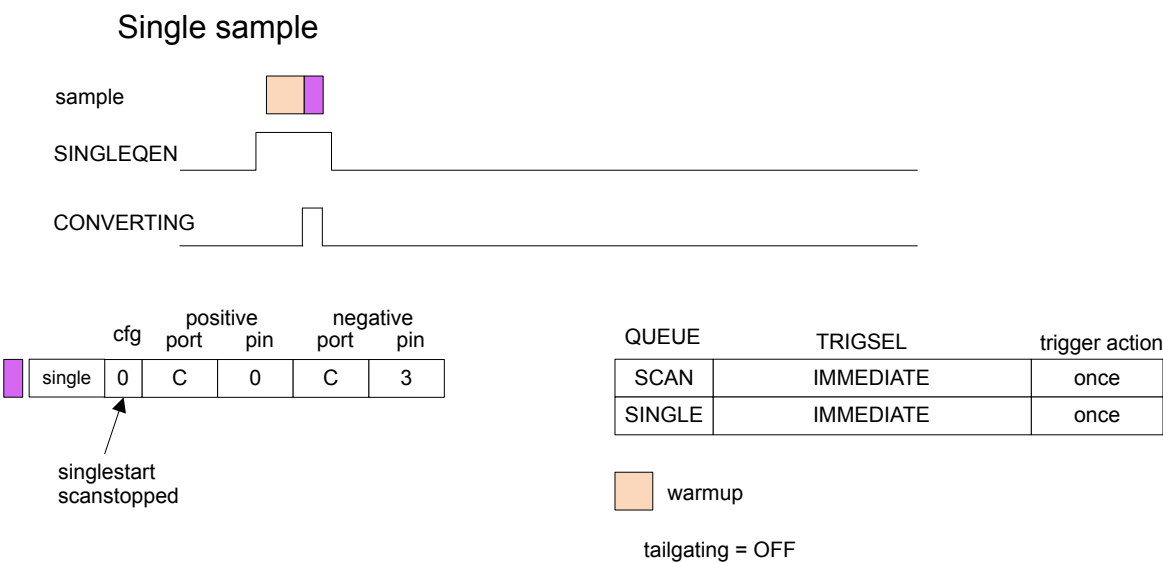 Single sample
sample
SINGLEQEN
CONVERTING
cfg positive port pin negative port pin
single 0 C 0 C 3
singlestart
scanstopped
QUEUE TRIGSEL trigger action
SCAN IMMEDIATE once
SINGLE IMMEDIATE once
warmup
tailgating = OFF